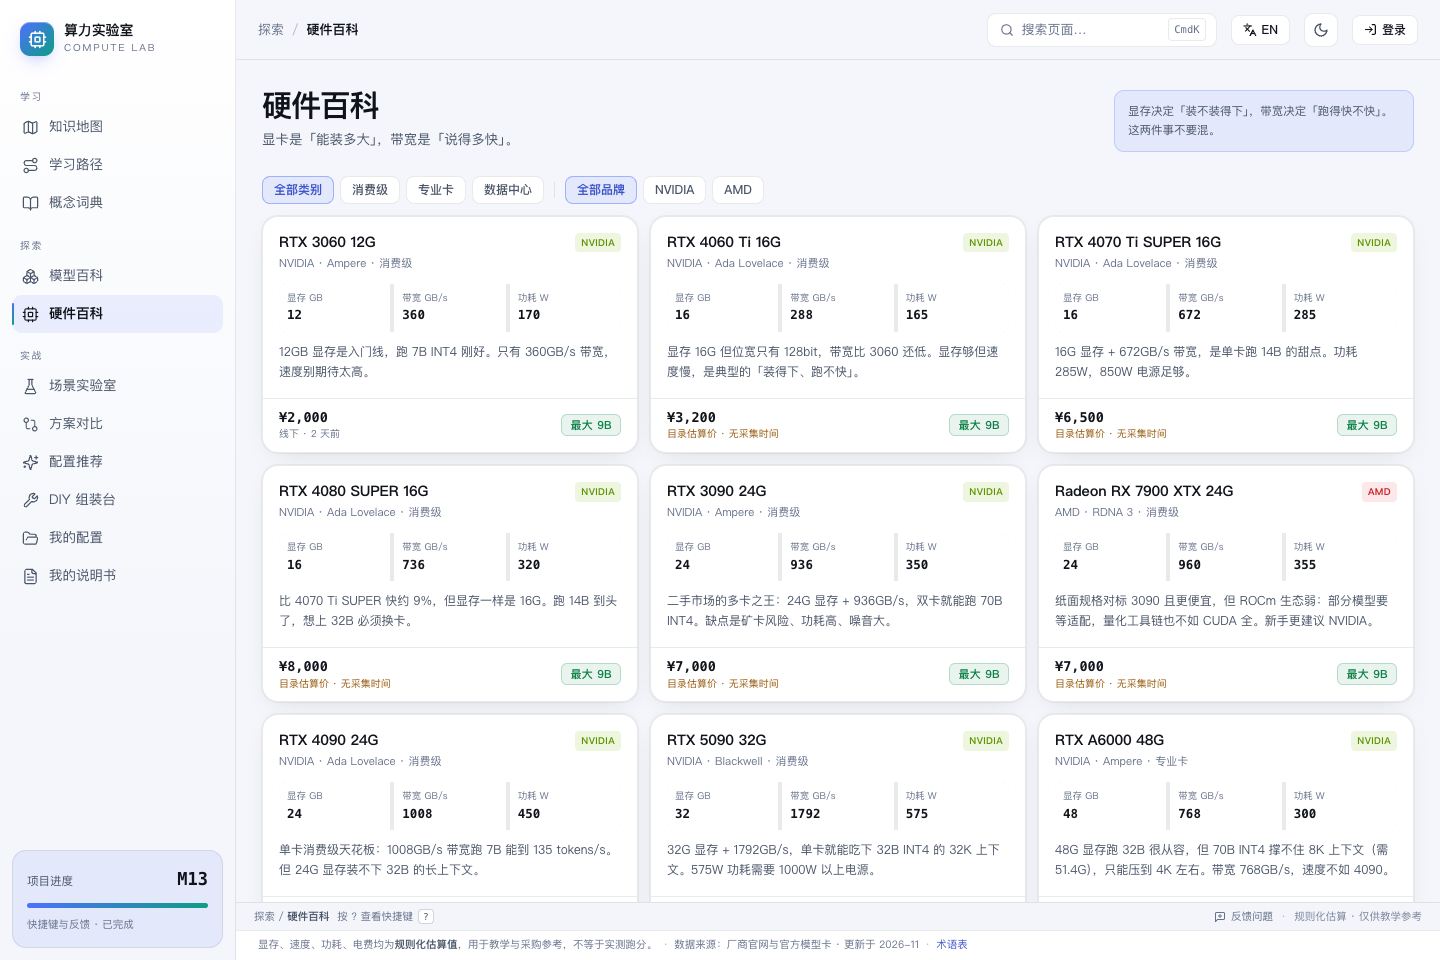 算力实验室
COMPUTE LAB
学习
知识地图
学习路径
概念词典
探索
模型百科
硬件百科
实战
场景实验室
方案对比
配置推荐
DIY 组装台
我的配置
我的说明书
项目进度
M13
快捷键与反馈 · 已完成
探索 / 硬件百科
搜索页面...
CmdK
EN
登录
硬件百科
显卡是「能装多大」，带宽是「说得多快」。
显存决定「装不装得下」，带宽决定「跑得快不快」。
这两件事不要混。
全部类别
消费级
专业卡
数据中心
全部品牌
NVIDIA
AMD
RTX 3060 12G
NVIDIA
NVIDIA · Ampere · 消费级
显存 GB
12
带宽 GB/s
360
功耗 W
170
12GB 显存是入门线，跑 7B INT4 刚好。只有 360GB/s 带宽，
速度别期待太高。
¥2,000
线下 · 2 天前
最大 9B
RTX 4060 Ti 16G
NVIDIA
NVIDIA · Ada Lovelace · 消费级
显存 GB
16
带宽 GB/s
288
功耗 W
165
显存 16G 但位宽只有 128bit，带宽比 3060 还低。显存够但速
度慢，是典型的「装得下、跑不快」。
¥3,200
目录估算价 · 无采集时间
最大 9B
RTX 4070 Ti SUPER 16G
NVIDIA
NVIDIA · Ada Lovelace · 消费级
显存 GB
16
带宽 GB/s
672
功耗 W
285
16G 显存 + 672GB/s 带宽，是单卡跑 14B 的甜点。功耗
285W，850W 电源足够。
¥6,500
目录估算价 · 无采集时间
最大 9B
RTX 4080 SUPER 16G
NVIDIA
NVIDIA · Ada Lovelace · 消费级
显存 GB
16
带宽 GB/s
736
功耗 W
320
比 4070 Ti SUPER 快约 9%，但显存一样是 16G。跑 14B 到头
了，想上 32B 必须换卡。
¥8,000
目录估算价 · 无采集时间
最大 9B
RTX 3090 24G
NVIDIA
NVIDIA · Ampere · 消费级
显存 GB
24
带宽 GB/s
936
功耗 W
350
二手市场的多卡之王：24G 显存 + 936GB/s，双卡就能跑 70B
INT4。缺点是矿卡风险、功耗高、噪音大。
¥7,000
目录估算价 · 无采集时间
最大 9B
Radeon RX 7900 XTX 24G
AMD
AMD · RDNA 3 · 消费级
显存 GB
24
带宽 GB/s
960
功耗 W
355
纸面规格对标 3090 且更便宜，但 ROCm 生态弱：部分模型要
等适配，量化工具链也不如 CUDA 全。新手更建议 NVIDIA。
¥7,000
目录估算价 · 无采集时间
最大 9B
RTX 4090 24G
NVIDIA
NVIDIA · Ada Lovelace · 消费级
显存 GB
24
带宽 GB/s
1008
功耗 W
450
单卡消费级天花板：1008GB/s 带宽跑 7B 能到 135 tokens/s。
但 24G 显存装不下 32B 的长上下文。
RTX 5090 32G
NVIDIA
NVIDIA · Blackwell · 消费级
显存 GB
32
带宽 GB/s
1792
功耗 W
575
32G 显存 + 1792GB/s，单卡就能吃下 32B INT4 的 32K 上下
文。575W 功耗需要 1000W 以上电源。
RTX A6000 48G
NVIDIA
NVIDIA · Ampere · 专业卡
显存 GB
48
带宽 GB/s
768
功耗 W
300
48G 显存跑 32B 很从容，但 70B INT4 撑不住 8K 上下文（需
51.4G），只能压到 4K 左右。带宽 768GB/s，速度不如 4090。
探索 / 硬件百科 按 ? 查看快捷键 ?
反馈问题 · 规则化估算 · 仅供教学参考
显存、速度、功耗、电费均为规则化估算值，用于教学与采购参考，不等于实测跑分。 · 数据来源：厂商官网与官方模型卡 · 更新于 2026-11 · 术语表